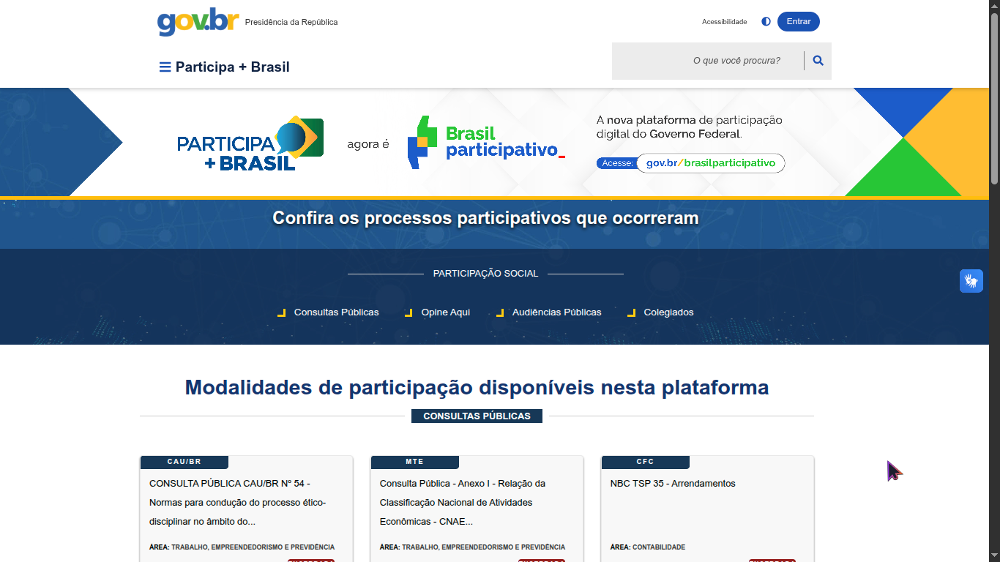 gov.br
Presidência da República
Acessibilidade
Entrar
Participa + Brasil
O que você procura?
PARTICIPA
+ BRASIL
agora é
Brasil
participativo_
A nova plataforma de participação
digital do Governo Federal.
Acesse: gov.br/brasilparticipativo
Confira os processos participativos que ocorreram
PARTICIPAÇÃO SOCIAL
Consultas Públicas
Opine Aqui
Audiências Públicas
Colegiados
Modalidades de participação disponíveis nesta plataforma
CONSULTAS PÚBLICAS
CAU/BR
CONSULTA PÚBLICA CAU/BR Nº 54 -
Normas para condução do processo ético-
disciplinar no âmbito do...
ÁREA: TRABALHO, EMPREENDEDORISMO E PREVIDÊNCIA
MTE
Consulta Pública - Anexo I - Relação da
Classificação Nacional de Atividades
Econômicas - CNAE...
ÁREA: TRABALHO, EMPREENDEDORISMO E PREVIDÊNCIA
CFC
NBC TSP 35 - Arrendamentos
ÁREA: CONTABILIDADE